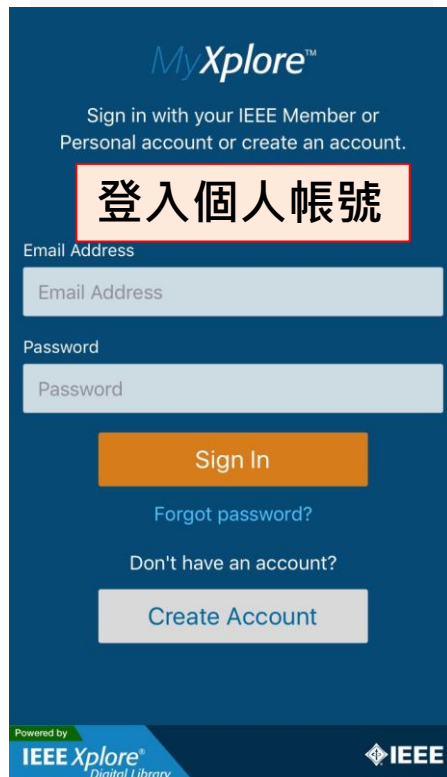 MyXplore™
Sign in with your IEEE Member or
Personal account or create an account.
登入個人帳號
Email Address
Email Address
Password
Password
Sign In
Forgot password?
Don't have an account?
Create Account
Powered by
IEEE Xplore®
Digital Library
IEEE